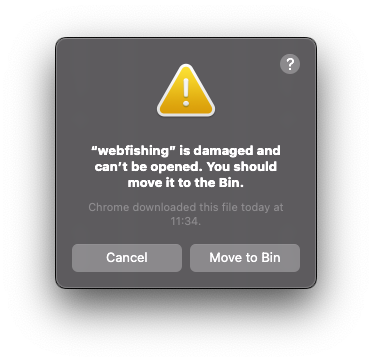 ?
“webfishing” is damaged and
can’t be opened. You should
move it to the Bin.
Chrome downloaded this file today at
11:34.
Cancel
Move to Bin